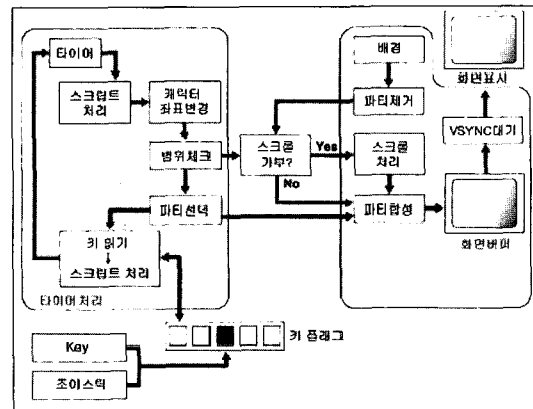 타이머
스크립트
처리
캐릭터
좌표변경
범위체크
파티선택
키 읽기
스크립트 처리
타이머처리
스크롤
가부?
Yes
No
배경
파티제거
스크롤
처리
파티합성
화면표시
VSYNC대기
화면버퍼
키 플래그
Key
조이스틱